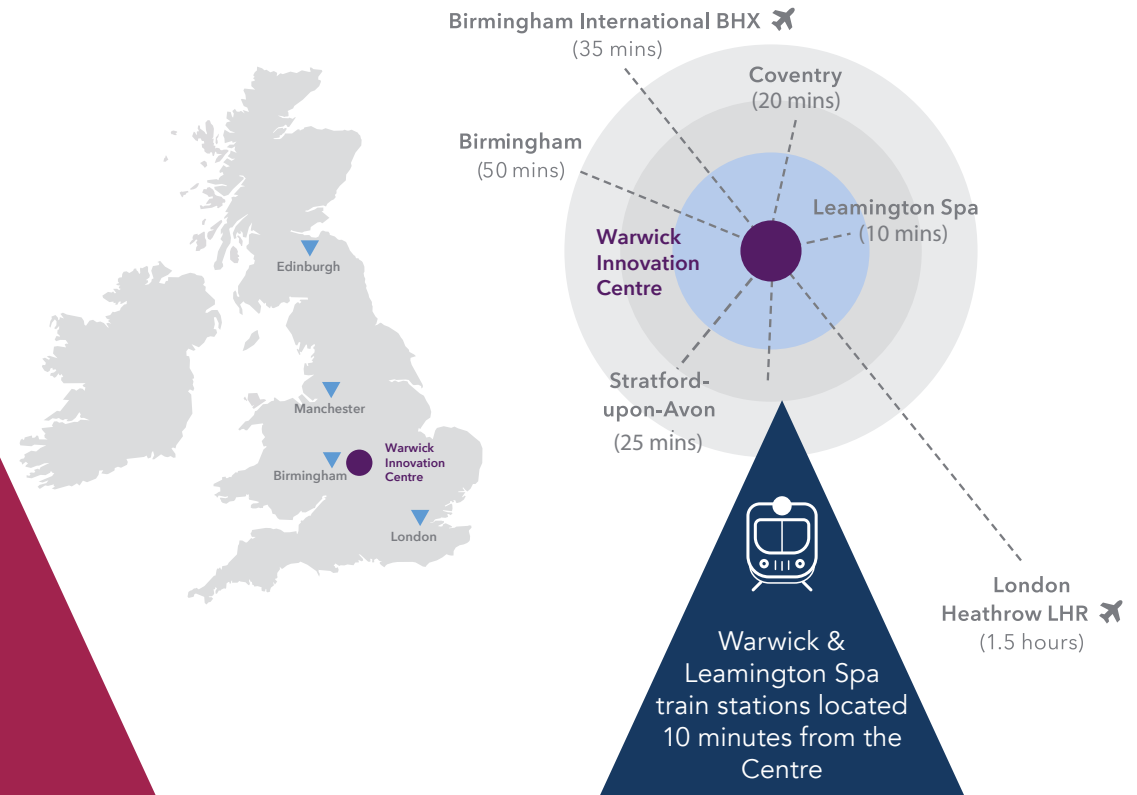 Edinburgh
Manchester
Birmingham
Warwick
Innovation
Centre
London
Birmingham International BHX
(35 mins)
Coventry
(20 mins)
Birmingham
(50 mins)
Leamington Spa
(10 mins)
Warwick
Innovation
Centre
Stratford-
upon-Avon
(25 mins)
London
Heathrow LHR
(1.5 hours)
Warwick &
Leamington Spa
train stations located
10 minutes from the
Centre